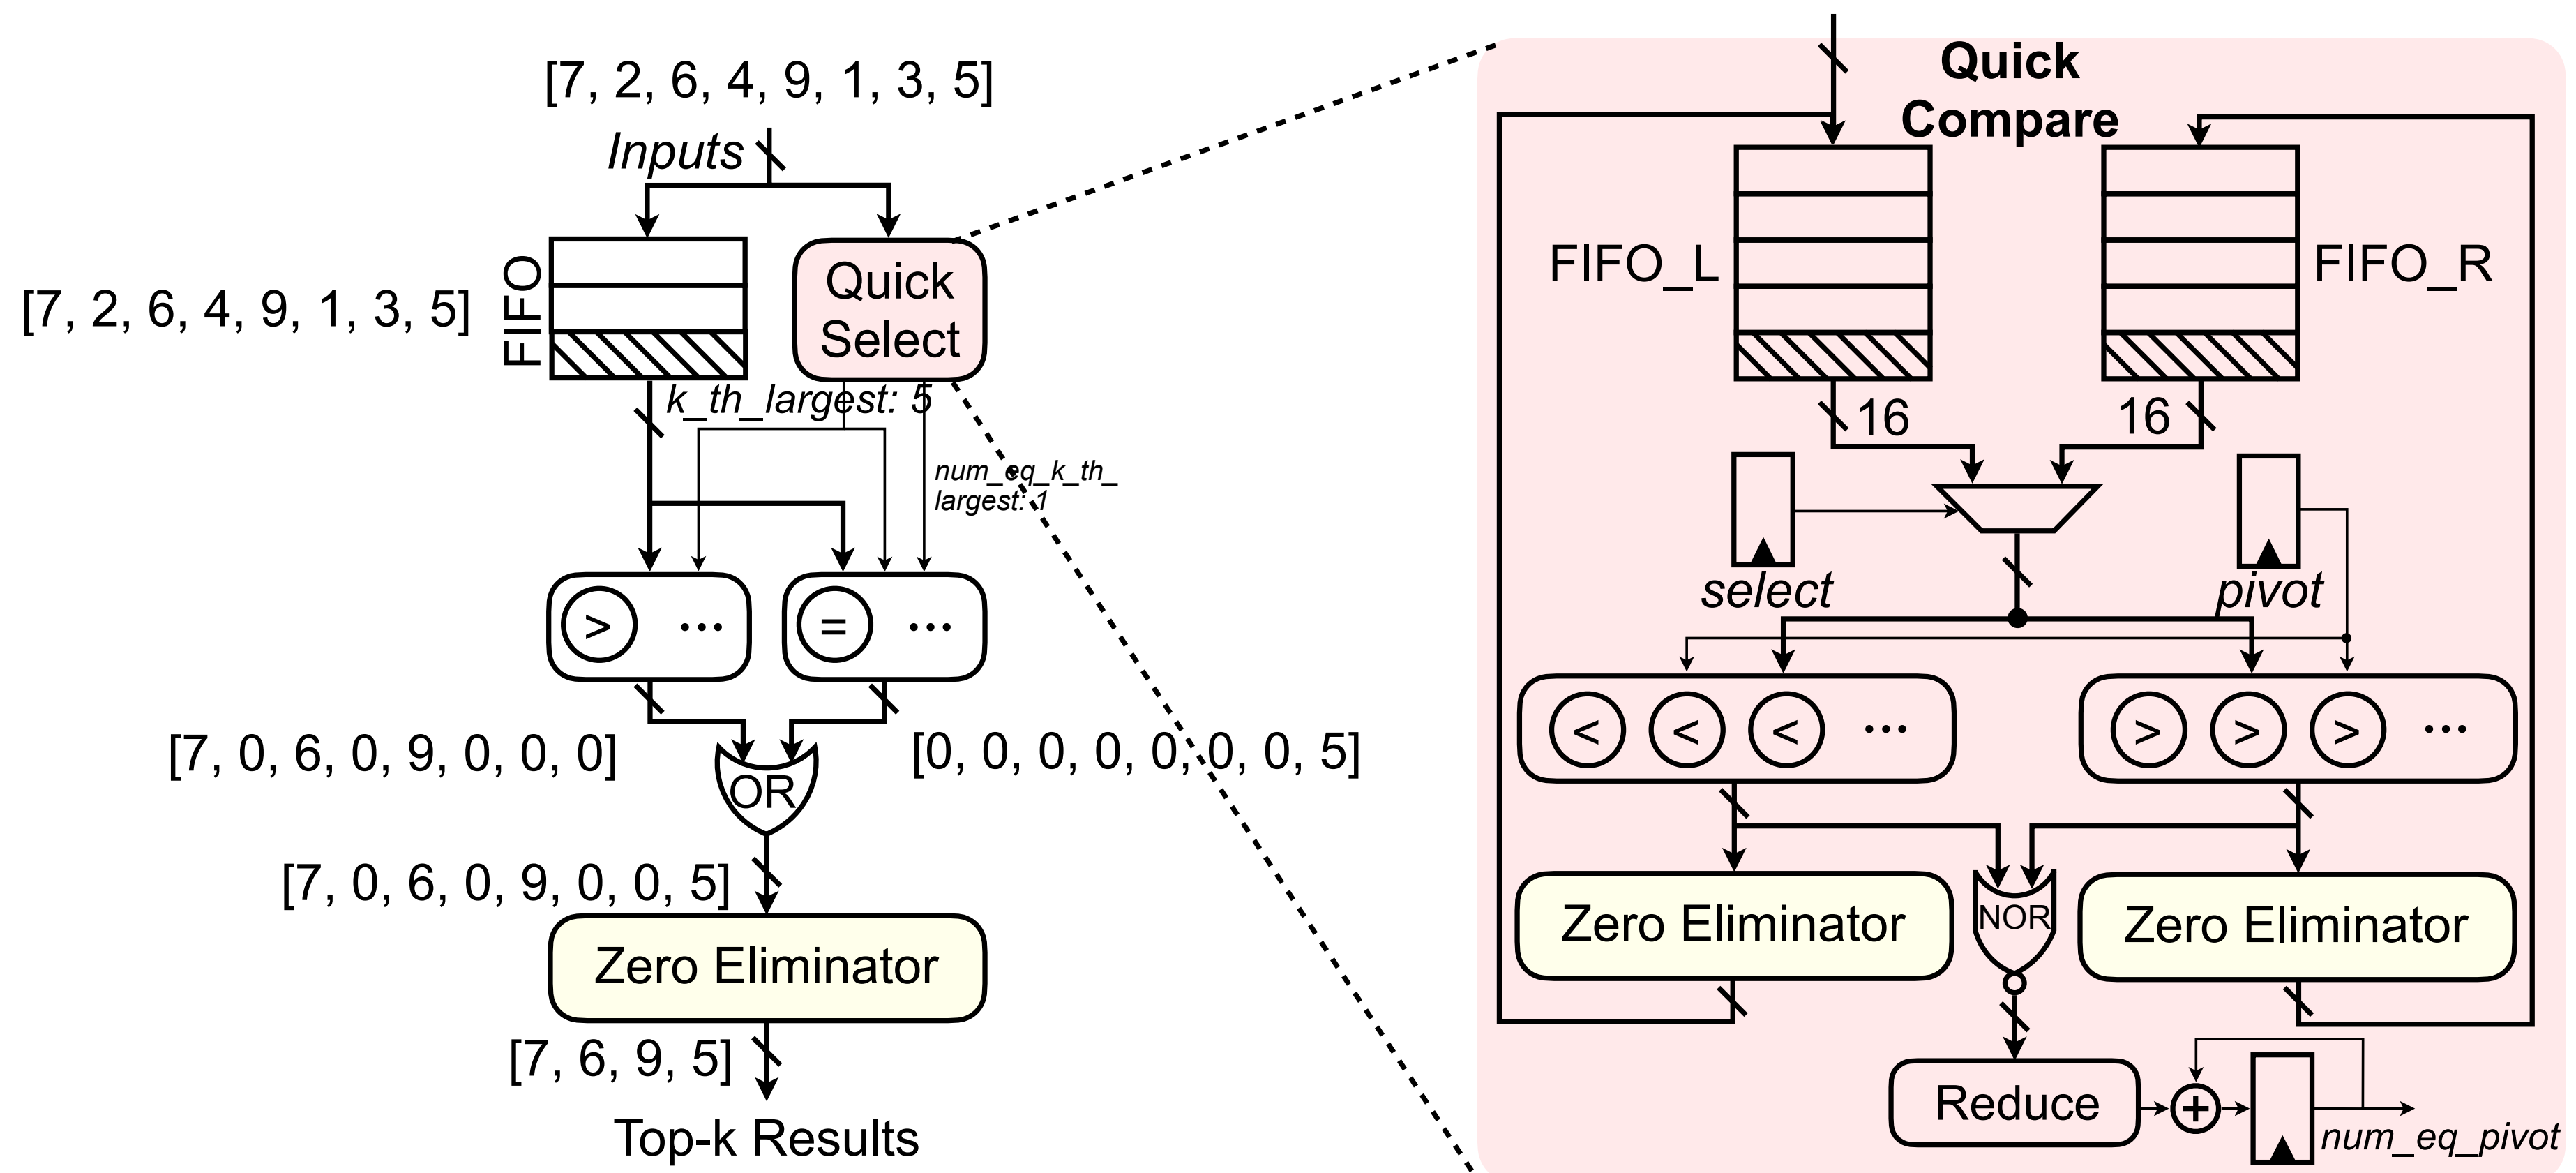 [7, 2, 6, 4, 9, 1, 3, 5]
Inputs
FIFO
[7, 2, 6, 4, 9, 1, 3, 5]
Quick
Select
k_th_largest: 5
num_eq_k_th_
largest: 1
> ...
= ...
[7, 0, 6, 0, 9, 0, 0, 0]
OR
[0, 0, 0, 0, 0, 0, 0, 5]
[7, 0, 6, 0, 9, 0, 0, 5]
Zero Eliminator
[7, 6, 9, 5]
Top-k Results
Quick
Compare
FIFO_L
FIFO_R
16
16
select
pivot
< < < ...
> > > ...
Zero Eliminator
NOR
Zero Eliminator
Reduce
+
num_eq_pivot